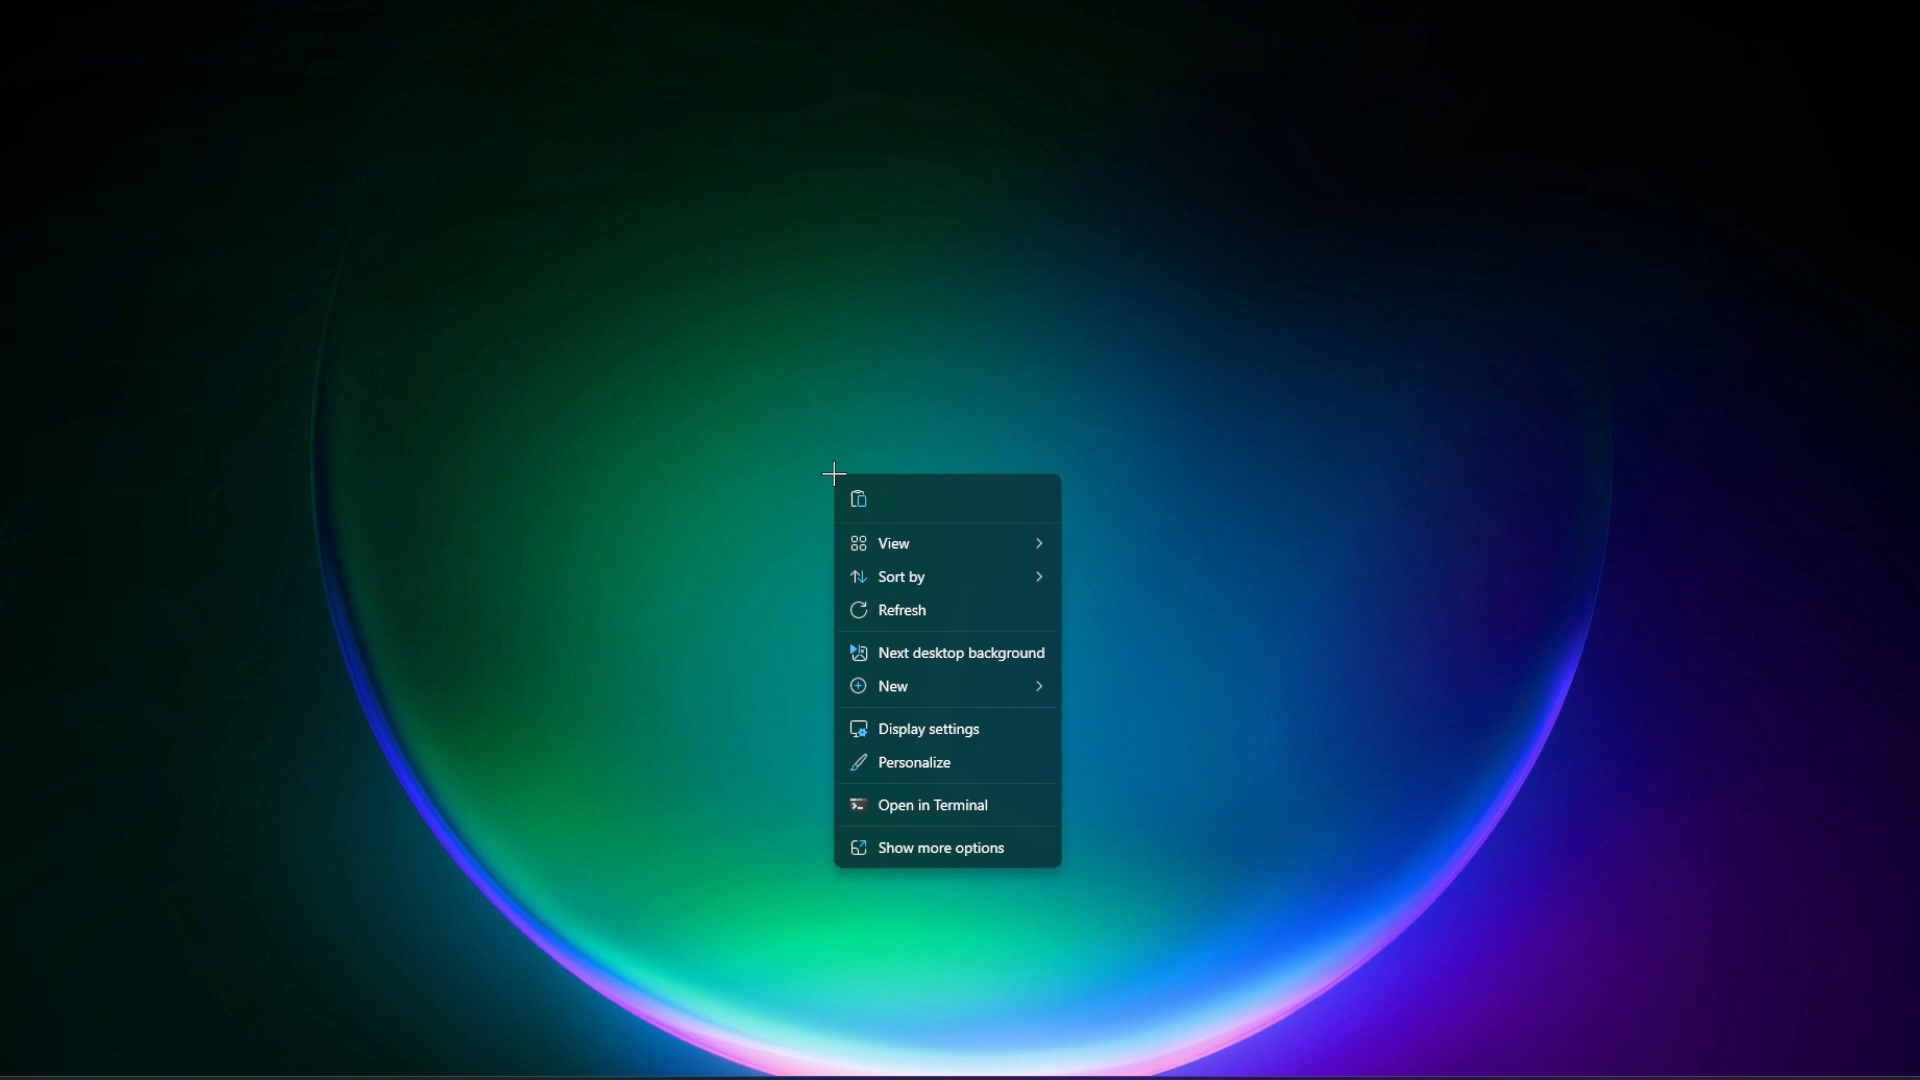 View
Sort by
Refresh
Next desktop background
New
Display settings
Personalize
Open in Terminal
Show more options